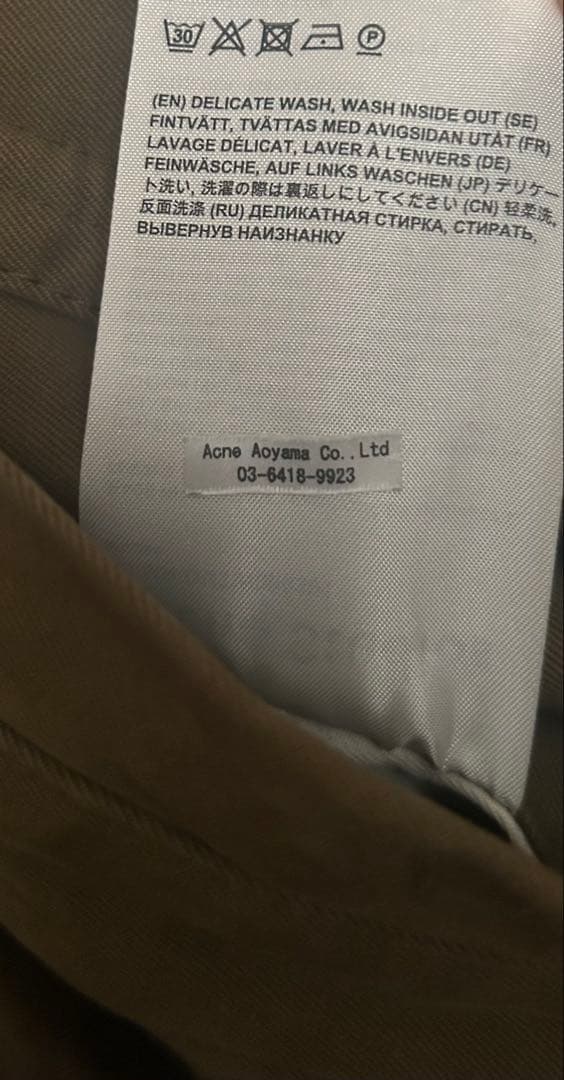 30
P
(EN) DELICATE WASH, WASH INSIDE OUT (SE)
FINTVÄTT, TVÄTTAS MED AVIGSIDAN UTÅT (FR)
LAVAGE DÉLICAT, LAVER À L'ENVERS (DE)
FEINWÄSCHE, AUF LINKS WASCHEN (JP) デリケー
ト洗い, 洗濯の際は裏返しにしてください (CN) 轻柔洗,
反面洗涤 (RU) ДЕЛИКАТНАЯ СТИРКА, СТИРАТЬ,
ВЫВЕРНУВ НАИЗНАНКУ
Acne Aoyama Co..Ltd
03-6418-9923